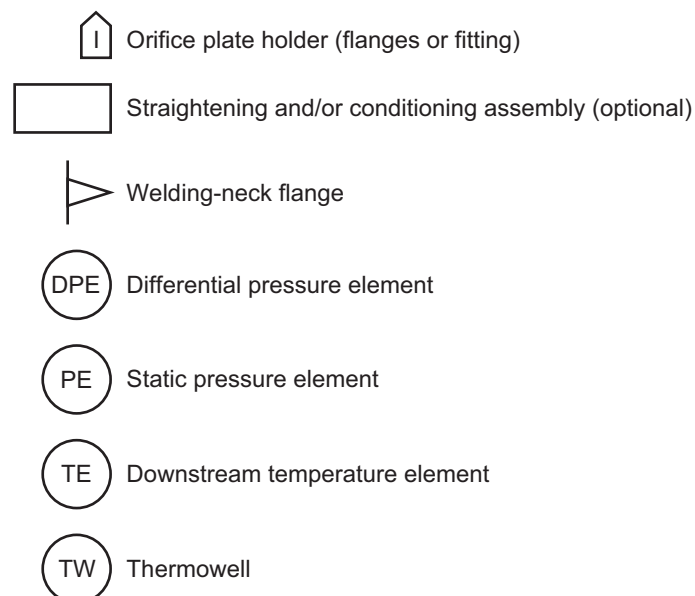 I Orifice plate holder (flanges or fitting)
Straightening and/or conditioning assembly (optional)
Welding-neck flange
DPE Differential pressure element
PE Static pressure element
TE Downstream temperature element
TW Thermowell